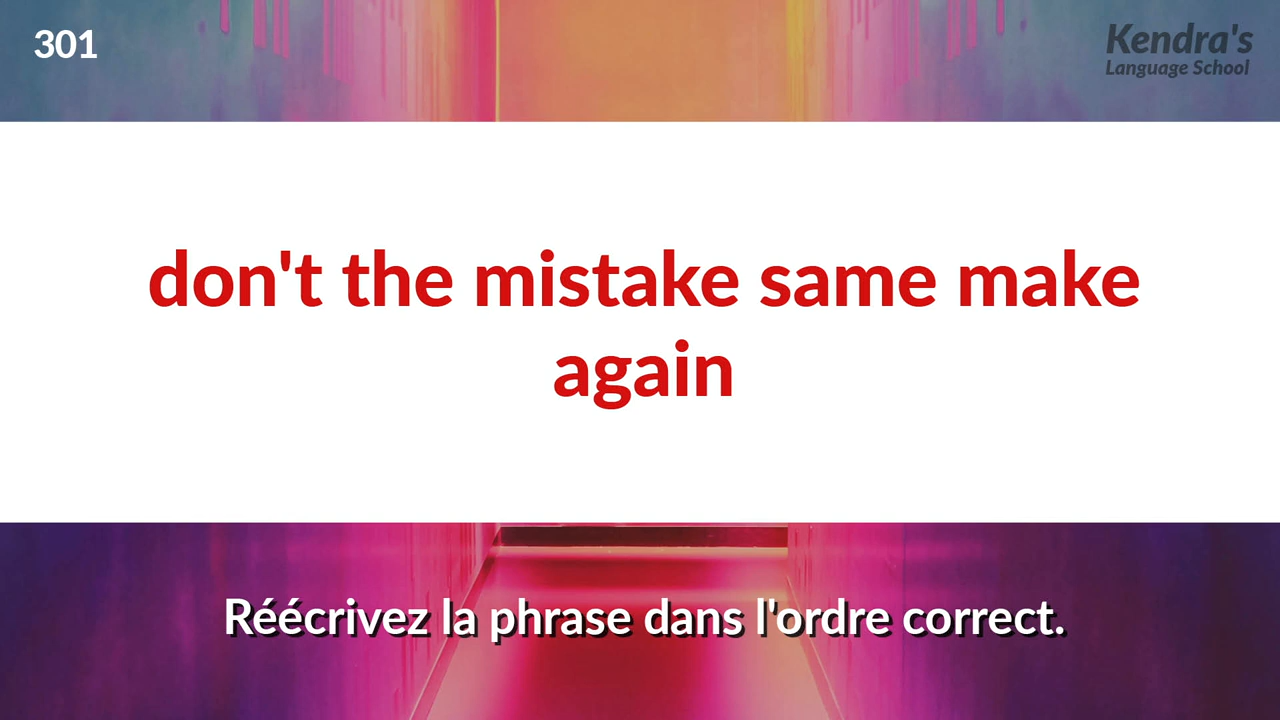 301
Kendra's
Language School
don't the mistake same make
again
Réécrivez la phrase dans l'ordre correct.